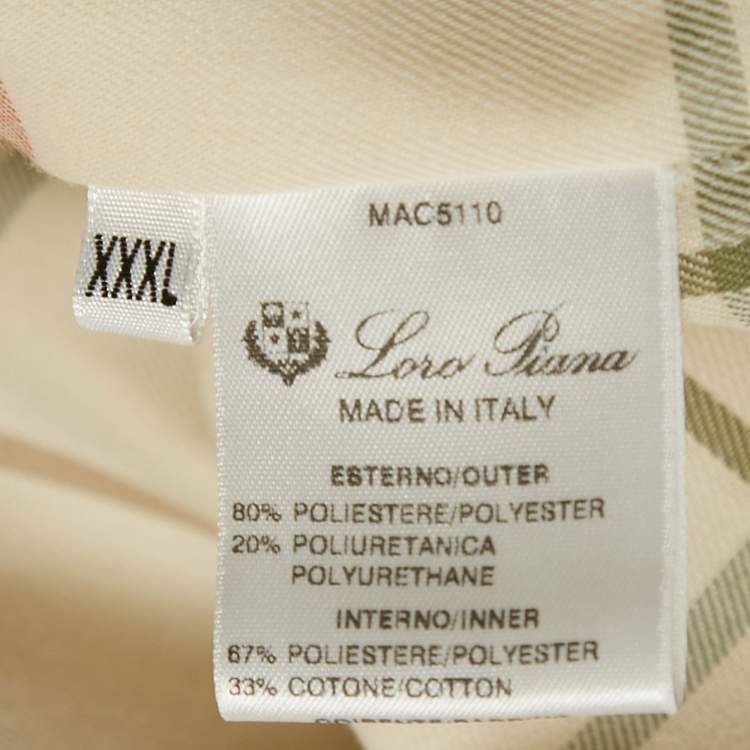 XXXL
MAC5110
Loro Piana
MADE IN ITALY
ESTERNO/OUTER
80% POLIESTERE/POLYESTER
20% POLIURETANICA
POLYURETHANE
INTERNO/INNER
67% POLIESTERE/POLYESTER
33% COTONE/COTTON